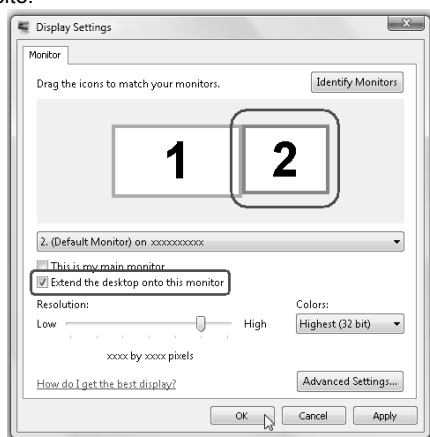 Display Settings
Monitor
Drag the icons to match your monitors.
Identify Monitors
1
2
2. (Default Monitor) on xxxxxxxxxx
This is my main monitor
Extend the desktop onto this monitor
Resolution:
Colors:
Low
High
Highest (32 bit)
xxxx by xxxx pixels
How do I get the best display?
Advanced Settings...
OK
Cancel
Apply